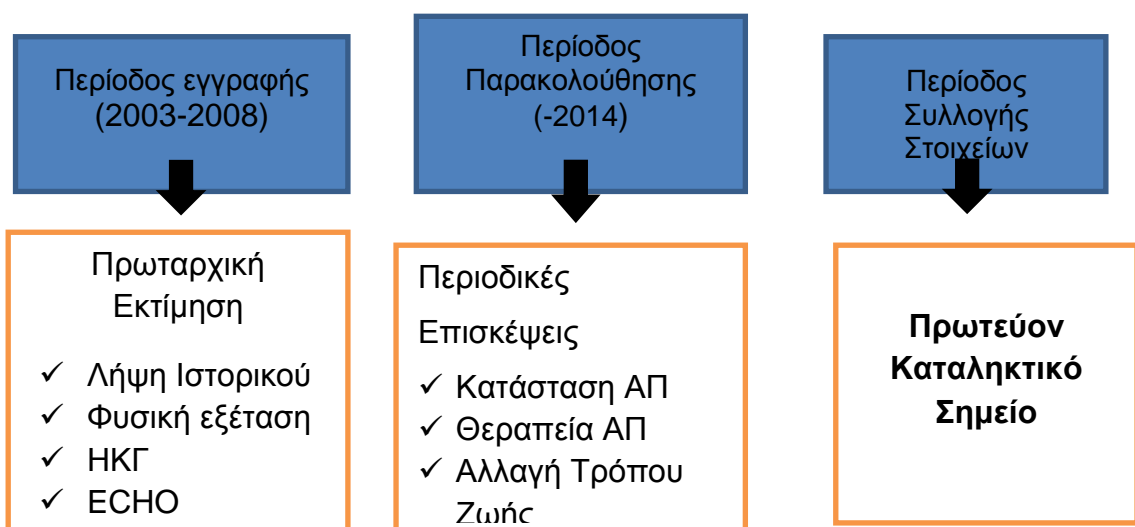 Περίοδος εγγραφής
(2003-2008)
Πρωταρχική
Εκτίμηση
✓ Λήψη Ιστορικού
✓ Φυσική εξέταση
✓ ΗΚΓ
✓ ECHO
Περίοδος
Παρακολούθησης
(-2014)
Περιοδικές
Επισκέψεις
✓ Κατάσταση ΑΠ
✓ Θεραπεία ΑΠ
✓ Αλλαγή Τρόπου
Ζωής
Περίοδος
Συλλογής
Στοιχείων
Πρωτεύον
Καταληκτικό
Σημείο